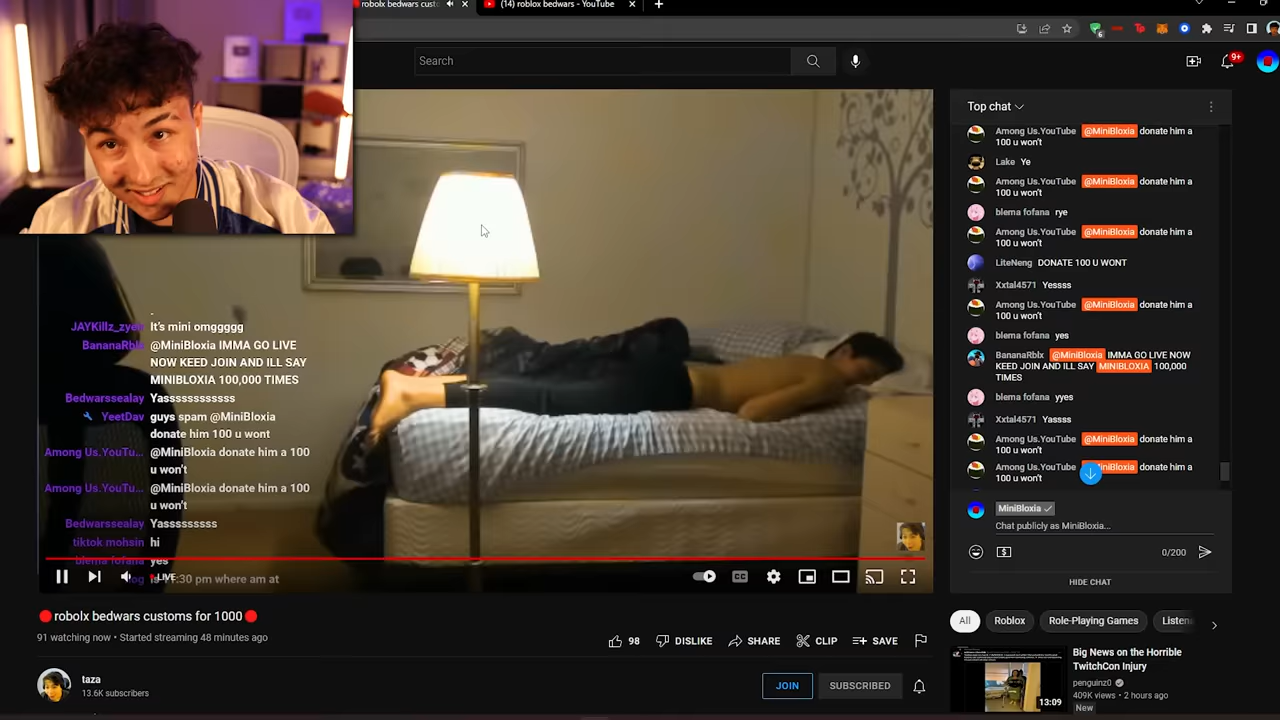 robolx bedwars custo
(14) roblox bedwars - YouTube
Search
9+
Top chat
Among Us.YouTube @MiniBloxia donate him a
100 u won't
Lake Ye
Among Us.YouTube @MiniBloxia donate him a
100 u won't
blema fofana rye
Among Us.YouTube @MiniBloxia donate him a
100 u won't
LiteNeng DONATE 100 U WONT
Xxtal4571 Yessss
Among Us.YouTube @MiniBloxia donate him a
100 u won't
blema fofana yes
BananaRblx @MiniBloxia IMMA GO LIVE NOW
KEED JOIN AND ILL SAY MINIBLOXIA 100,000
TIMES
blema fofana yyes
Xxtal4571 Yassss
Among Us.YouTube @MiniBloxia donate him a
100 u won't
Among Us.YouTube @MiniBloxia donate him a
100 u won't
MiniBloxia
Chat publicly as MiniBloxia...
0/200
HIDE CHAT
JAYKillz_zyen It's mini omggggg
BananaRblx @MiniBloxia IMMA GO LIVE
NOW KEED JOIN AND ILL SAY
MINIBLOXIA 100,000 TIMES
Bedwarssealay Yasssssssssss
YeetDav guys spam @MiniBloxia
donate him 100 u wont
Among Us.YouTu... @MiniBloxia donate him a 100
u won't
Among Us.YouTu... @MiniBloxia donate him a 100
u won't
Bedwarssealay Yasssssssss
tiktok mohsin hi
blema fofana yes
is 11:30 pm where am at
LIVE
robolx bedwars customs for 1000
91 watching now • Started streaming 48 minutes ago
98
DISLIKE
SHARE
CLIP
SAVE
taza
13.6K subscribers
JOIN
SUBSCRIBED
All
Roblox
Role-Playing Games
Listen
Big News on the Horrible
TwitchCon Injury
penguinz0
409K views • 2 hours ago
New
13:09